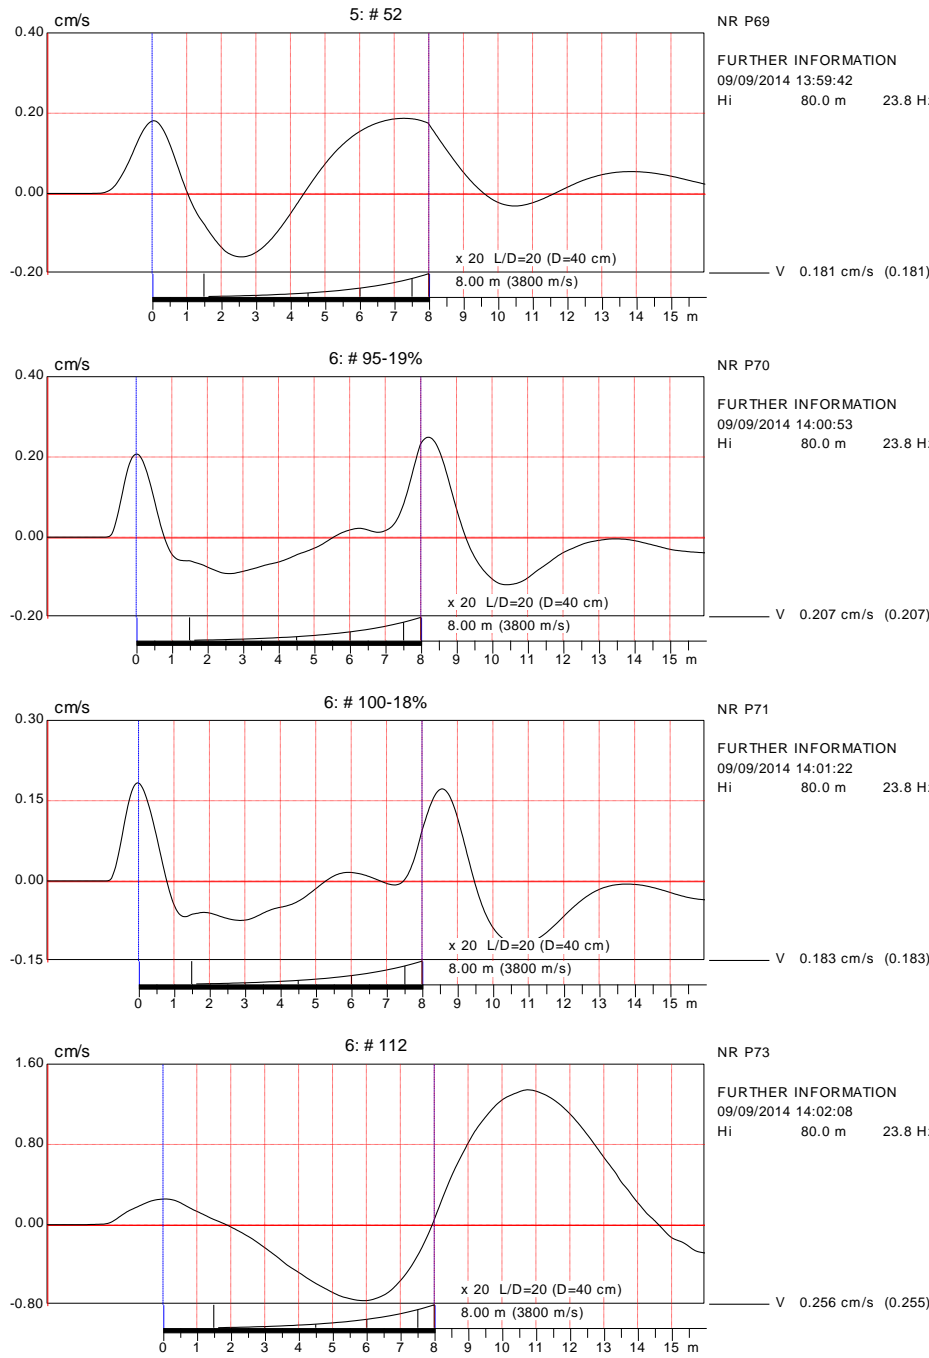 cm/s
5: # 52
NR P69
0.40
FURTHER INFORMATION
09/09/2014 13:59:42
Hi 80.0 m 23.8 H
0.20
0.00
x 20 L/D=20 (D=40 cm)
-0.20
V 0.181 cm/s (0.181)
8.00 m (3800 m/s)
0 1 2 3 4 5 6 7 8 9 10 11 12 13 14 15 m
cm/s
6: # 95-19%
NR P70
0.40
FURTHER INFORMATION
09/09/2014 14:00:53
Hi 80.0 m 23.8 H
0.20
0.00
x 20 L/D=20 (D=40 cm)
-0.20
V 0.207 cm/s (0.207)
8.00 m (3800 m/s)
0 1 2 3 4 5 6 7 8 9 10 11 12 13 14 15 m
cm/s
6: # 100-18%
NR P71
0.30
FURTHER INFORMATION
09/09/2014 14:01:22
Hi 80.0 m 23.8 H
0.15
0.00
x 20 L/D=20 (D=40 cm)
-0.15
V 0.183 cm/s (0.183)
8.00 m (3800 m/s)
0 1 2 3 4 5 6 7 8 9 10 11 12 13 14 15 m
cm/s
6: # 112
NR P73
1.60
FURTHER INFORMATION
09/09/2014 14:02:08
Hi 80.0 m 23.8 H
0.80
0.00
x 20 L/D=20 (D=40 cm)
-0.80
V 0.256 cm/s (0.255)
8.00 m (3800 m/s)
0 1 2 3 4 5 6 7 8 9 10 11 12 13 14 15 m